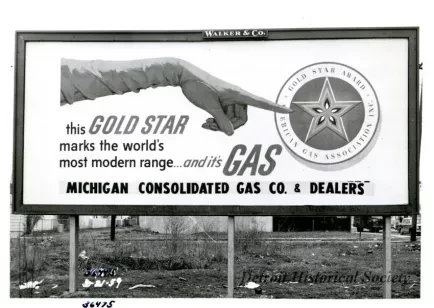 WALKER & CO.
GOLD STAR AWARD
AMERICAN GAS ASSOCIATION INC.
this GOLD STAR
marks the world's
most modern range...and it's GAS
MICHIGAN CONSOLIDATED GAS CO. & DEALERS
Detroit Historical Society
36475